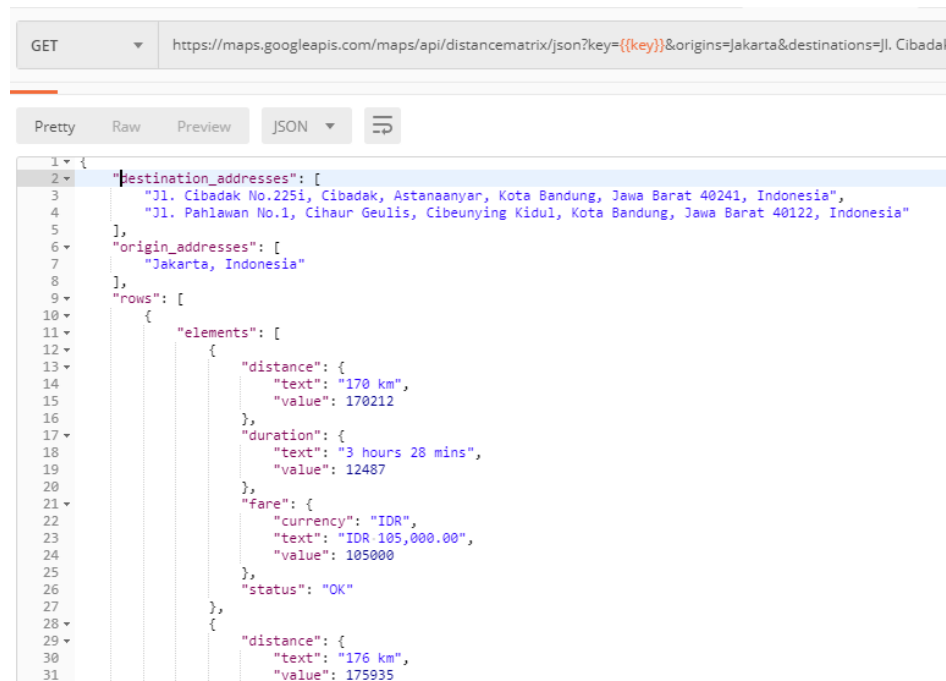 GET https://maps.googleapis.com/maps/api/distancematrix/json?key={{key}}&origins=Jakarta&destinations=Jl. Cibadak
Pretty Raw Preview JSON
1 {
2 "destination_addresses": [
3 "Jl. Cibadak No.225i, Cibadak, Astanaanyar, Kota Bandung, Jawa Barat 40241, Indonesia",
4 "Jl. Pahlawan No.1, Cihaur Geulis, Cibeunying Kidul, Kota Bandung, Jawa Barat 40122, Indonesia"
5 ],
6 "origin_addresses": [
7 "Jakarta, Indonesia"
8 ],
9 "rows": [
10 {
11 "elements": [
12 {
13 "distance": {
14 "text": "170 km",
15 "value": 170212
16 },
17 "duration": {
18 "text": "3 hours 28 mins",
19 "value": 12487
20 },
21 "fare": {
22 "currency": "IDR",
23 "text": "IDR 105,000.00",
24 "value": 105000
25 },
26 "status": "OK"
27 },
28 {
29 "distance": {
30 "text": "176 km",
31 "value": 175935